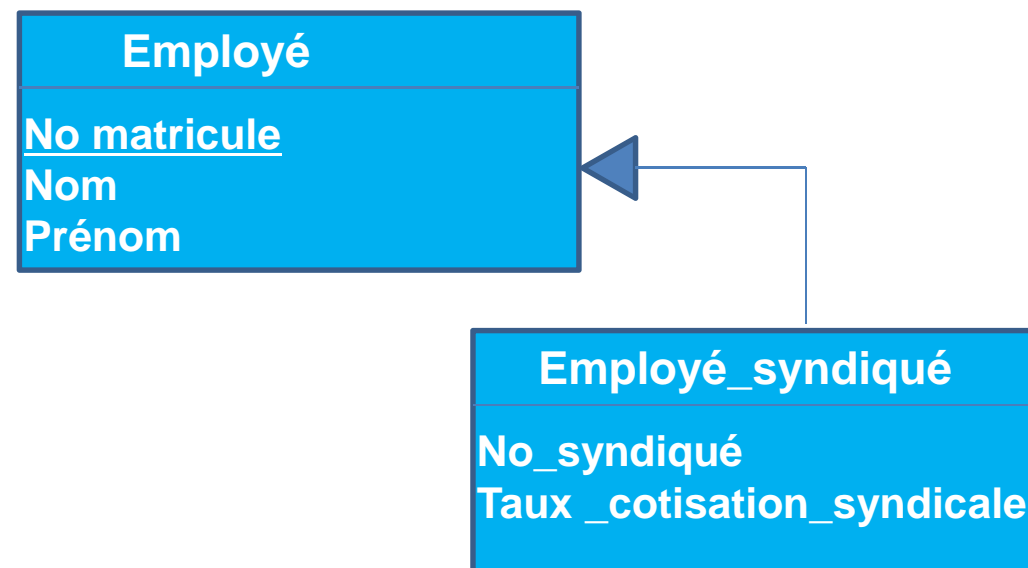 Employé
No matricule
Nom
Prénom
Employé_syndiqué
No_syndiqué
Taux _cotisation_syndicale